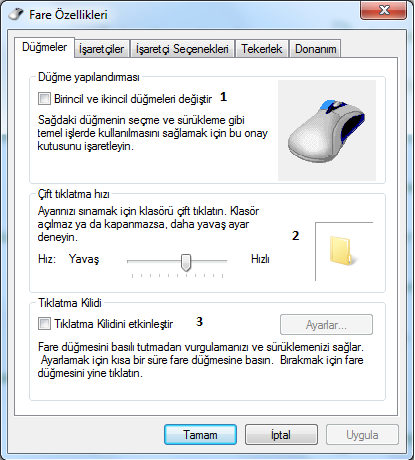 Fare Özellikleri
Düğmeler
İşaretçiler
İşaretçi Seçenekleri
Tekerlek
Donanım
Düğme yapılandırması
Birincil ve ikincil düğmeleri değiştir 1
Sağdaki düğmenin seçme ve sürükleme gibi
temel işlerde kullanılmasını sağlamak için bu onay
kutusunu işaretleyin.
Çift tıklatma hızı
Ayarınızı sınamak için klasörü çift tıklatın. Klasör
açılmaz ya da kapanmazsa, daha yavaş ayar
deneyin.
2
Hız: Yavaş Hızlı
Tıklatma Kilidi
Tıklatma Kilidini etkinleştir 3 Ayarlar...
Fare düğmesini basılı tutmadan vurgulamanızı ve sürüklemenizi sağlar.
Ayarlamak için kısa bir süre fare düğmesine basın. Bırakmak için fare
düğmesini yine tıklatın.
Tamam İptal Uygula